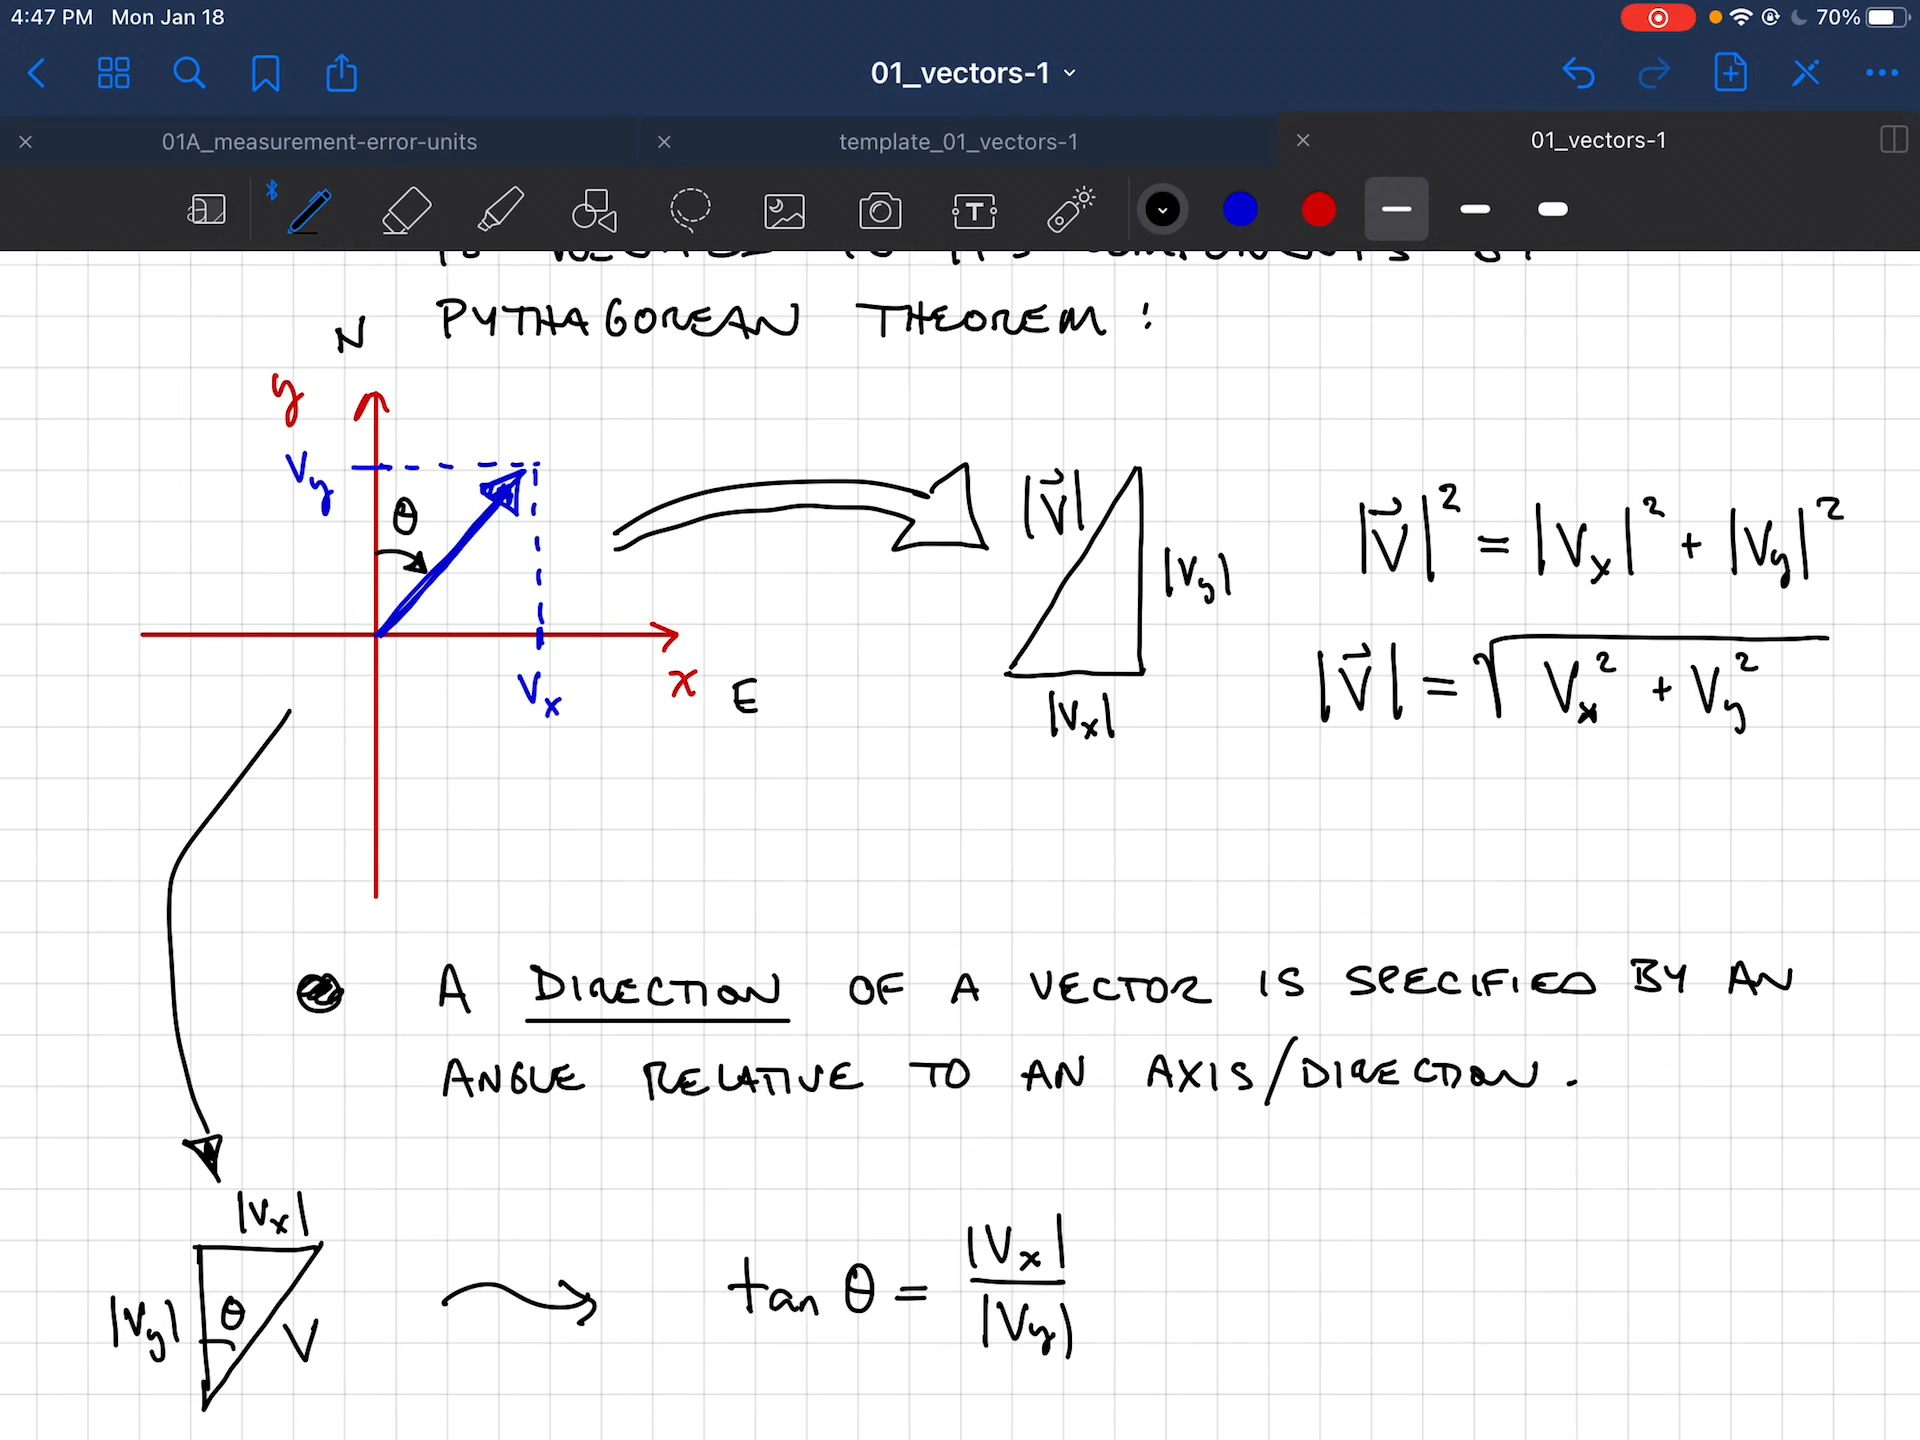 4:47 PM Mon Jan 18
70%
01_vectors-1
01A_measurement-error-units
template_01_vectors-1
01_vectors-1
T
COMPONENTS BY
PYTHAGOREAN THEOREM:
N
y
Vy
θ
x
E
Vx
|V⃗|
|Vy|
|Vx|
|V⃗|² = |Vx|² + |Vy|²
|V⃗| = √(Vx² + Vy²)
A DIRECTION OF A VECTOR IS SPECIFIED BY AN
ANGLE RELATIVE TO AN AXIS/DIRECTION.
|Vx|
|Vy|
θ
V
tan θ = |Vx| / |Vy|